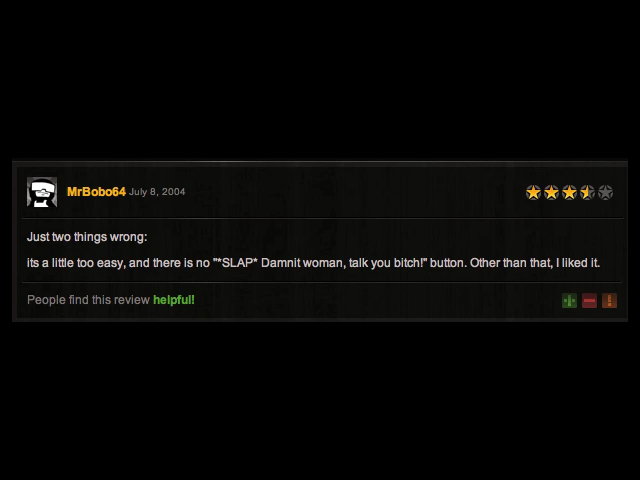 MrBobo64 July 8, 2004
Just two things wrong:
its a little too easy, and there is no "*SLAP* Damnit woman, talk you bitch!" button. Other than that, I liked it.
People find this review helpful!